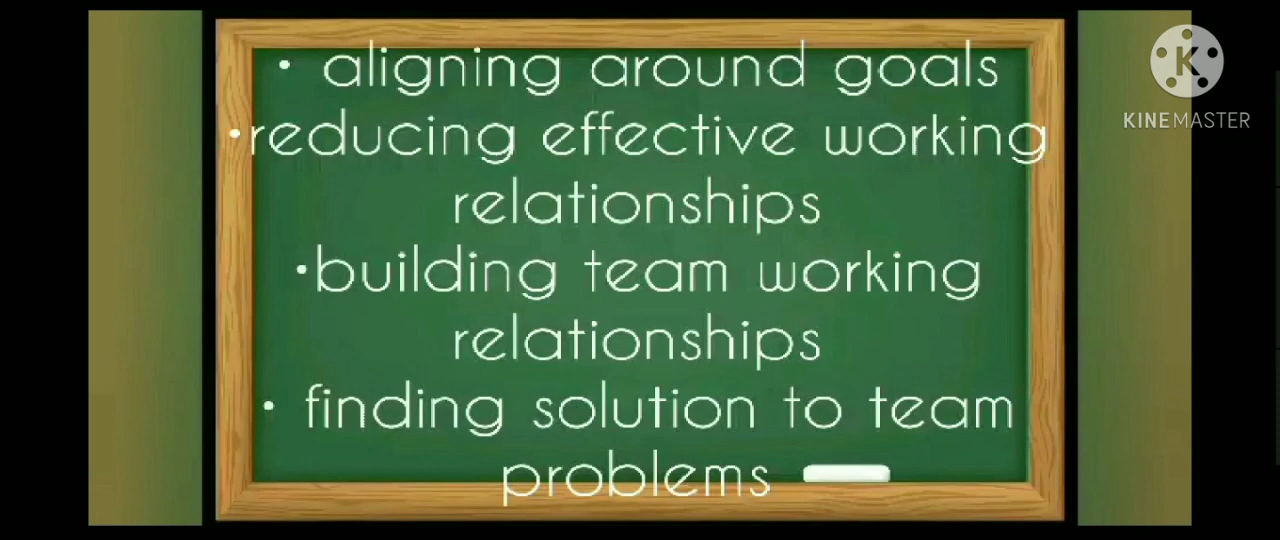 • aligning around goals
•reducing effective working
relationships
•building team working
relationships
• finding solution to team
problems
K
KINEMASTER